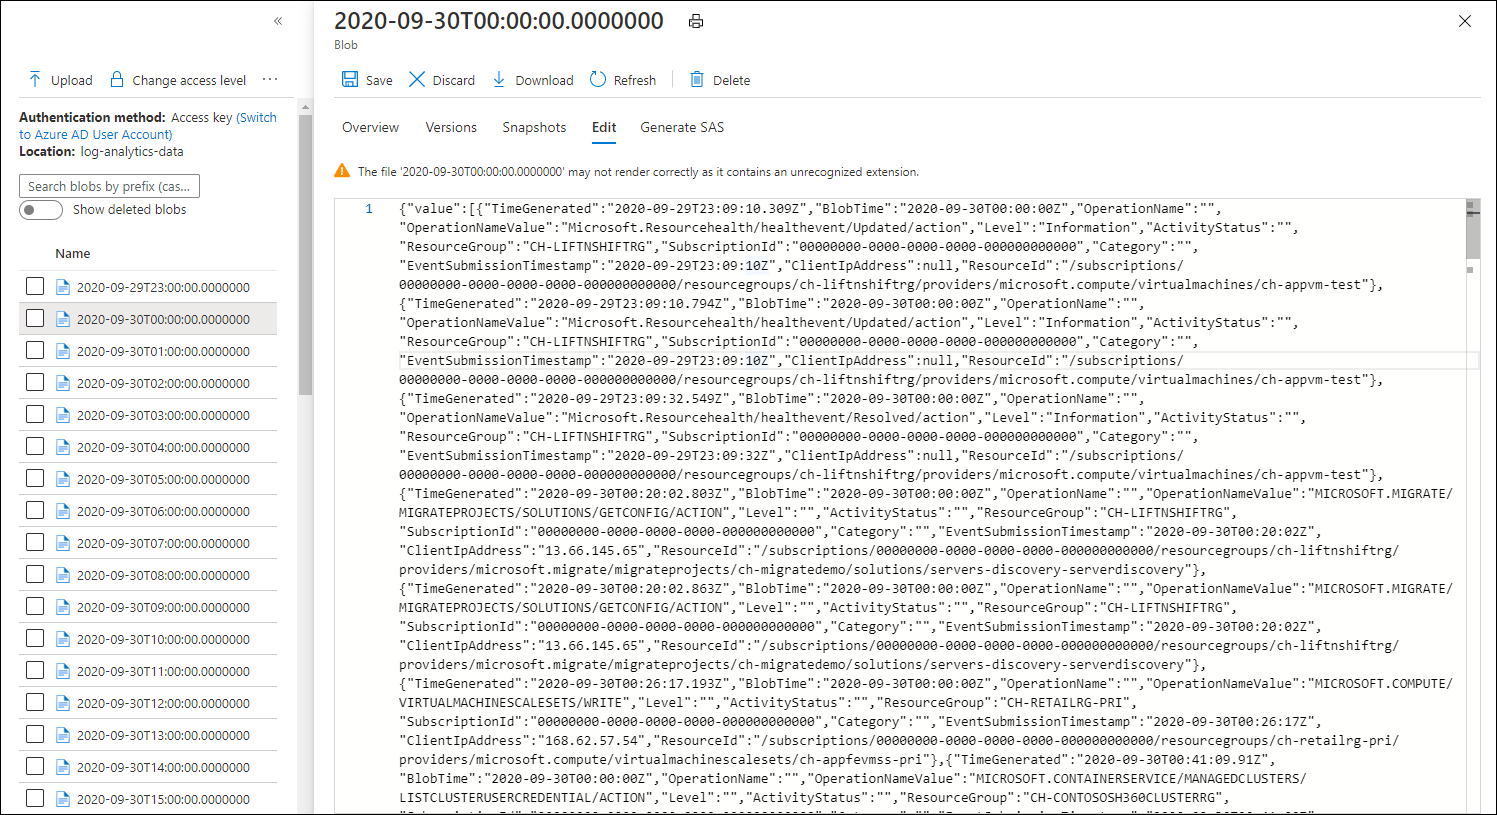 2020-09-30T00:00:00.0000000
Blob
Upload Change access level ...
Save Discard Download Refresh Delete
Authentication method: Access key (Switch
to Azure AD User Account)
Location: log-analytics-data
Search blobs by prefix (cas...
Show deleted blobs
Name
2020-09-29T23:00:00.0000000
2020-09-30T00:00:00.0000000
2020-09-30T01:00:00.0000000
2020-09-30T02:00:00.0000000
2020-09-30T03:00:00.0000000
2020-09-30T04:00:00.0000000
2020-09-30T05:00:00.0000000
2020-09-30T06:00:00.0000000
2020-09-30T07:00:00.0000000
2020-09-30T08:00:00.0000000
2020-09-30T09:00:00.0000000
2020-09-30T10:00:00.0000000
2020-09-30T11:00:00.0000000
2020-09-30T12:00:00.0000000
2020-09-30T13:00:00.0000000
2020-09-30T14:00:00.0000000
2020-09-30T15:00:00.0000000
Overview Versions Snapshots Edit Generate SAS
The file '2020-09-30T00:00:00.0000000' may not render correctly as it contains an unrecognized extension.
1 {"value":[{"TimeGenerated":"2020-09-29T23:09:10.309Z","BlobTime":"2020-09-30T00:00:00Z","OperationName":"",
"OperationNameValue":"Microsoft.Resourcehealth/healthevent/Updated/action","Level":"Information","ActivityStatus":"",
"ResourceGroup":"CH-LIFTNSHIFTRG","SubscriptionId":"00000000-0000-0000-0000-000000000000","Category":"",
"EventSubmissionTimestamp":"2020-09-29T23:09:10Z","ClientIpAddress":null,"ResourceId":"/subscriptions/
00000000-0000-0000-0000-000000000000/resourcegroups/ch-liftnshiftrg/providers/microsoft.compute/virtualmachines/ch-appvm-test"},
{"TimeGenerated":"2020-09-29T23:09:10.794Z","BlobTime":"2020-09-30T00:00:00Z","OperationName":"",
"OperationNameValue":"Microsoft.Resourcehealth/healthevent/Updated/action","Level":"Information","ActivityStatus":"",
"ResourceGroup":"CH-LIFTNSHIFTRG","SubscriptionId":"00000000-0000-0000-0000-000000000000","Category":"",
"EventSubmissionTimestamp":"2020-09-29T23:09:10Z","ClientIpAddress":null,"ResourceId":"/subscriptions/
00000000-0000-0000-0000-000000000000/resourcegroups/ch-liftnshiftrg/providers/microsoft.compute/virtualmachines/ch-appvm-test"},
{"TimeGenerated":"2020-09-29T23:09:32.549Z","BlobTime":"2020-09-30T00:00:00Z","OperationName":"",
"OperationNameValue":"Microsoft.Resourcehealth/healthevent/Resolved/action","Level":"Information","ActivityStatus":"",
"ResourceGroup":"CH-LIFTNSHIFTRG","SubscriptionId":"00000000-0000-0000-0000-000000000000","Category":"",
"EventSubmissionTimestamp":"2020-09-29T23:09:32Z","ClientIpAddress":null,"ResourceId":"/subscriptions/
00000000-0000-0000-0000-000000000000/resourcegroups/ch-liftnshiftrg/providers/microsoft.compute/virtualmachines/ch-appvm-test"},
{"TimeGenerated":"2020-09-30T00:20:02.803Z","BlobTime":"2020-09-30T00:00:00Z","OperationName":"","OperationNameValue":"MICROSOFT.MIGRATE/
MIGRATEPROJECTS/SOLUTIONS/GETCONFIG/ACTION","Level":"","ActivityStatus":"","ResourceGroup":"CH-LIFTNSHIFTRG",
"SubscriptionId":"00000000-0000-0000-0000-000000000000","Category":"","EventSubmissionTimestamp":"2020-09-30T00:20:02Z",
"ClientIpAddress":"13.66.145.65","ResourceId":"/subscriptions/00000000-0000-0000-0000-000000000000/resourcegroups/ch-liftnshiftrg/
providers/microsoft.migrate/migrateprojects/ch-migratedemo/solutions/servers-discovery-serverdiscovery"},
{"TimeGenerated":"2020-09-30T00:20:02.863Z","BlobTime":"2020-09-30T00:00:00Z","OperationName":"","OperationNameValue":"MICROSOFT.MIGRATE/
MIGRATEPROJECTS/SOLUTIONS/GETCONFIG/ACTION","Level":"","ActivityStatus":"","ResourceGroup":"CH-LIFTNSHIFTRG",
"SubscriptionId":"00000000-0000-0000-0000-000000000000","Category":"","EventSubmissionTimestamp":"2020-09-30T00:20:02Z",
"ClientIpAddress":"13.66.145.65","ResourceId":"/subscriptions/00000000-0000-0000-0000-000000000000/resourcegroups/ch-liftnshiftrg/
providers/microsoft.migrate/migrateprojects/ch-migratedemo/solutions/servers-discovery-serverdiscovery"},
{"TimeGenerated":"2020-09-30T00:26:17.193Z","BlobTime":"2020-09-30T00:00:00Z","OperationName":"","OperationNameValue":"MICROSOFT.COMPUTE/
VIRTUALMACHINESCALESETS/WRITE","Level":"","ActivityStatus":"","ResourceGroup":"CH-RETAILRG-PRI",
"SubscriptionId":"00000000-0000-0000-0000-000000000000","Category":"","EventSubmissionTimestamp":"2020-09-30T00:26:17Z",
"ClientIpAddress":"168.62.57.54","ResourceId":"/subscriptions/00000000-0000-0000-0000-000000000000/resourcegroups/ch-retailrg-pri/
providers/microsoft.compute/virtualmachinescalesets/ch-appfevmss-pri"},{"TimeGenerated":"2020-09-30T00:41:09.91Z",
"BlobTime":"2020-09-30T00:00:00Z","OperationName":"","OperationNameValue":"MICROSOFT.CONTAINERSERVICE/MANAGEDCLUSTERS/
LISTCLUSTERUSERCREDENTIAL/ACTION","Level":"","ActivityStatus":"","ResourceGroup":"CH-CONTOSOSH360CLUSTERRG",